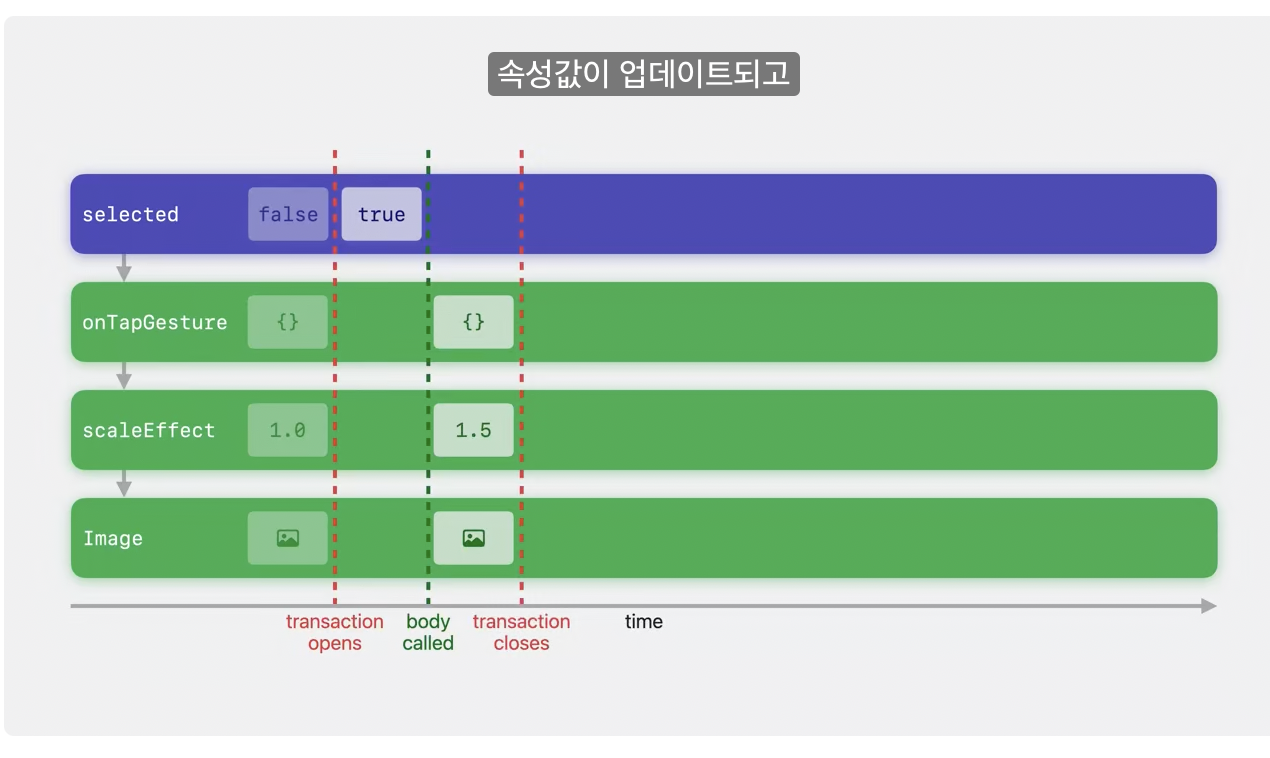 속성값이 업데이트되고
selected false true
onTapGesture {} {}
scaleEffect 1.0 1.5
Image
transaction opens
body called
transaction closes
time